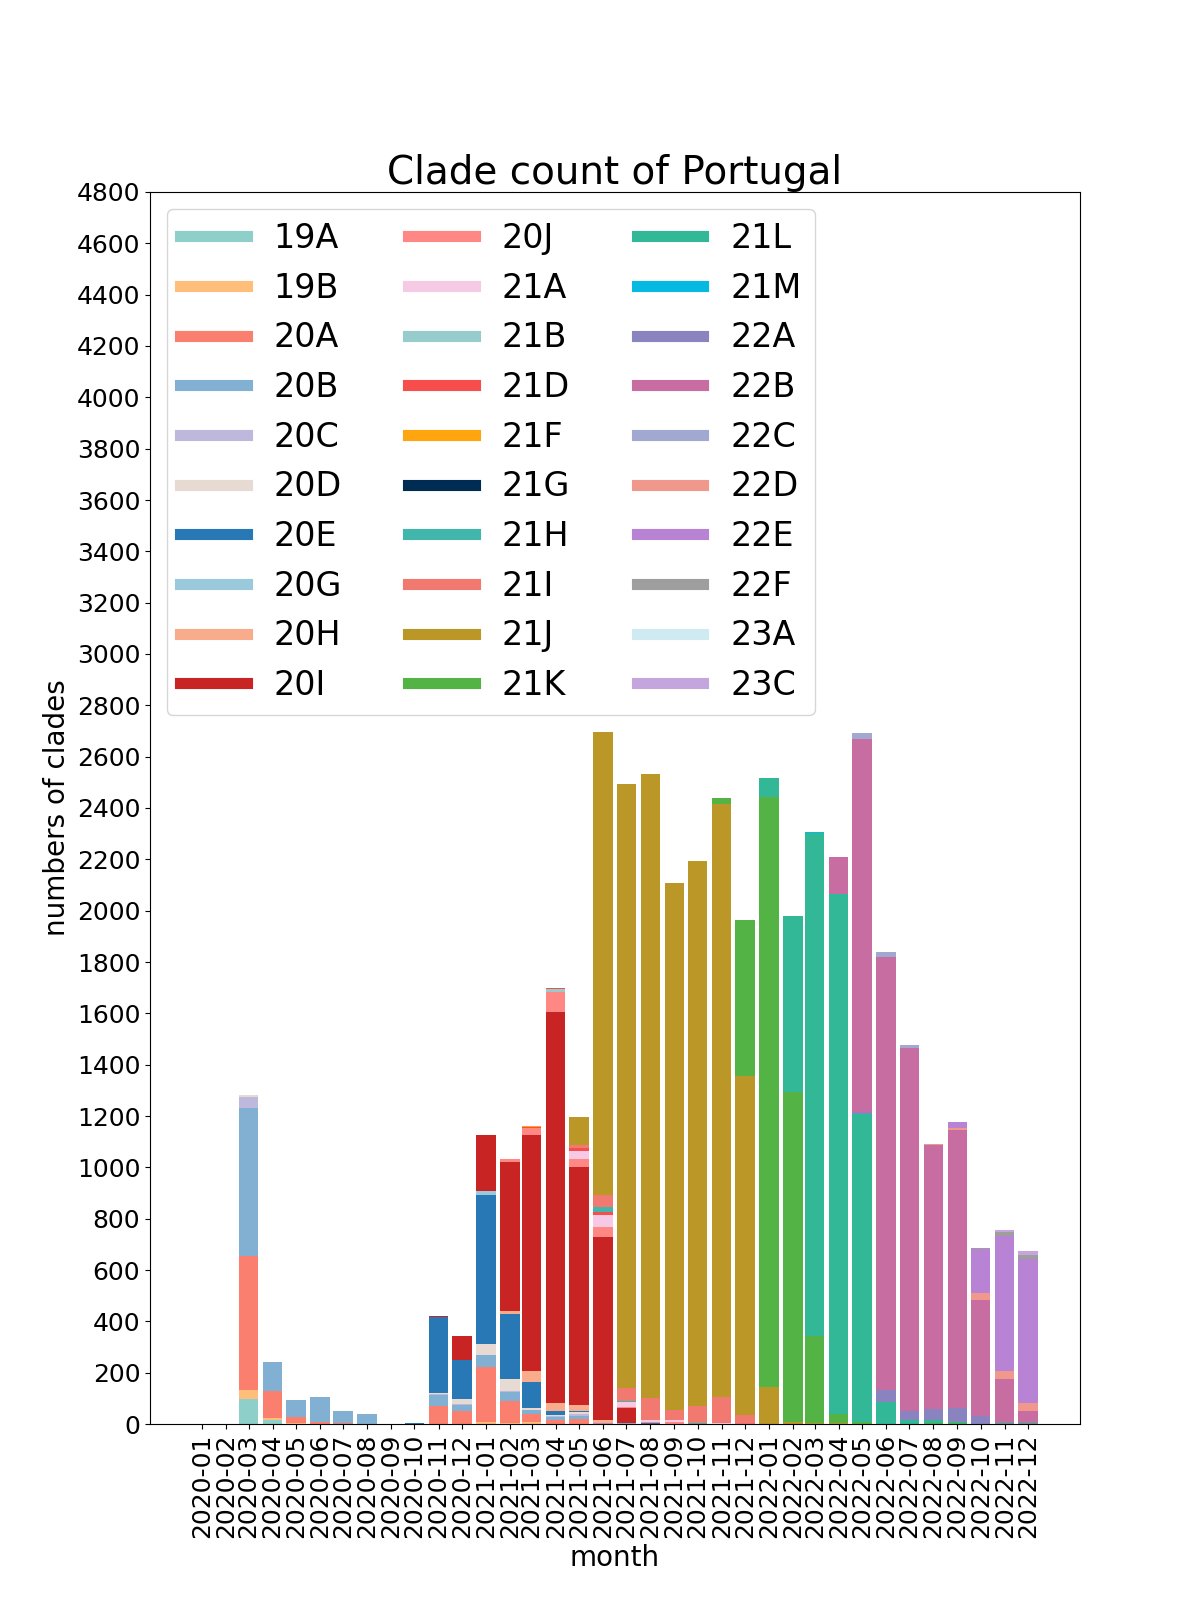 Clade count of Portugal
4800
4600
4400
4200
4000
3800
3600
3400
3200
3000
2800
2600
2400
2200
2000
1800
1600
1400
1200
1000
800
600
400
200
0
numbers of clades
19A
19B
20A
20B
20C
20D
20E
20G
20H
20I
20J
21A
21B
21D
21F
21G
21H
21I
21J
21K
21L
21M
22A
22B
22C
22D
22E
22F
23A
23C
2020-01
2020-02
2020-03
2020-04
2020-05
2020-06
2020-07
2020-08
2020-09
2020-10
2020-11
2020-12
2021-01
2021-02
2021-03
2021-04
2021-05
2021-06
2021-07
2021-08
2021-09
2021-10
2021-11
2021-12
2022-01
2022-02
2022-03
2022-04
2022-05
2022-06
2022-07
2022-08
2022-09
2022-10
2022-11
2022-12
month